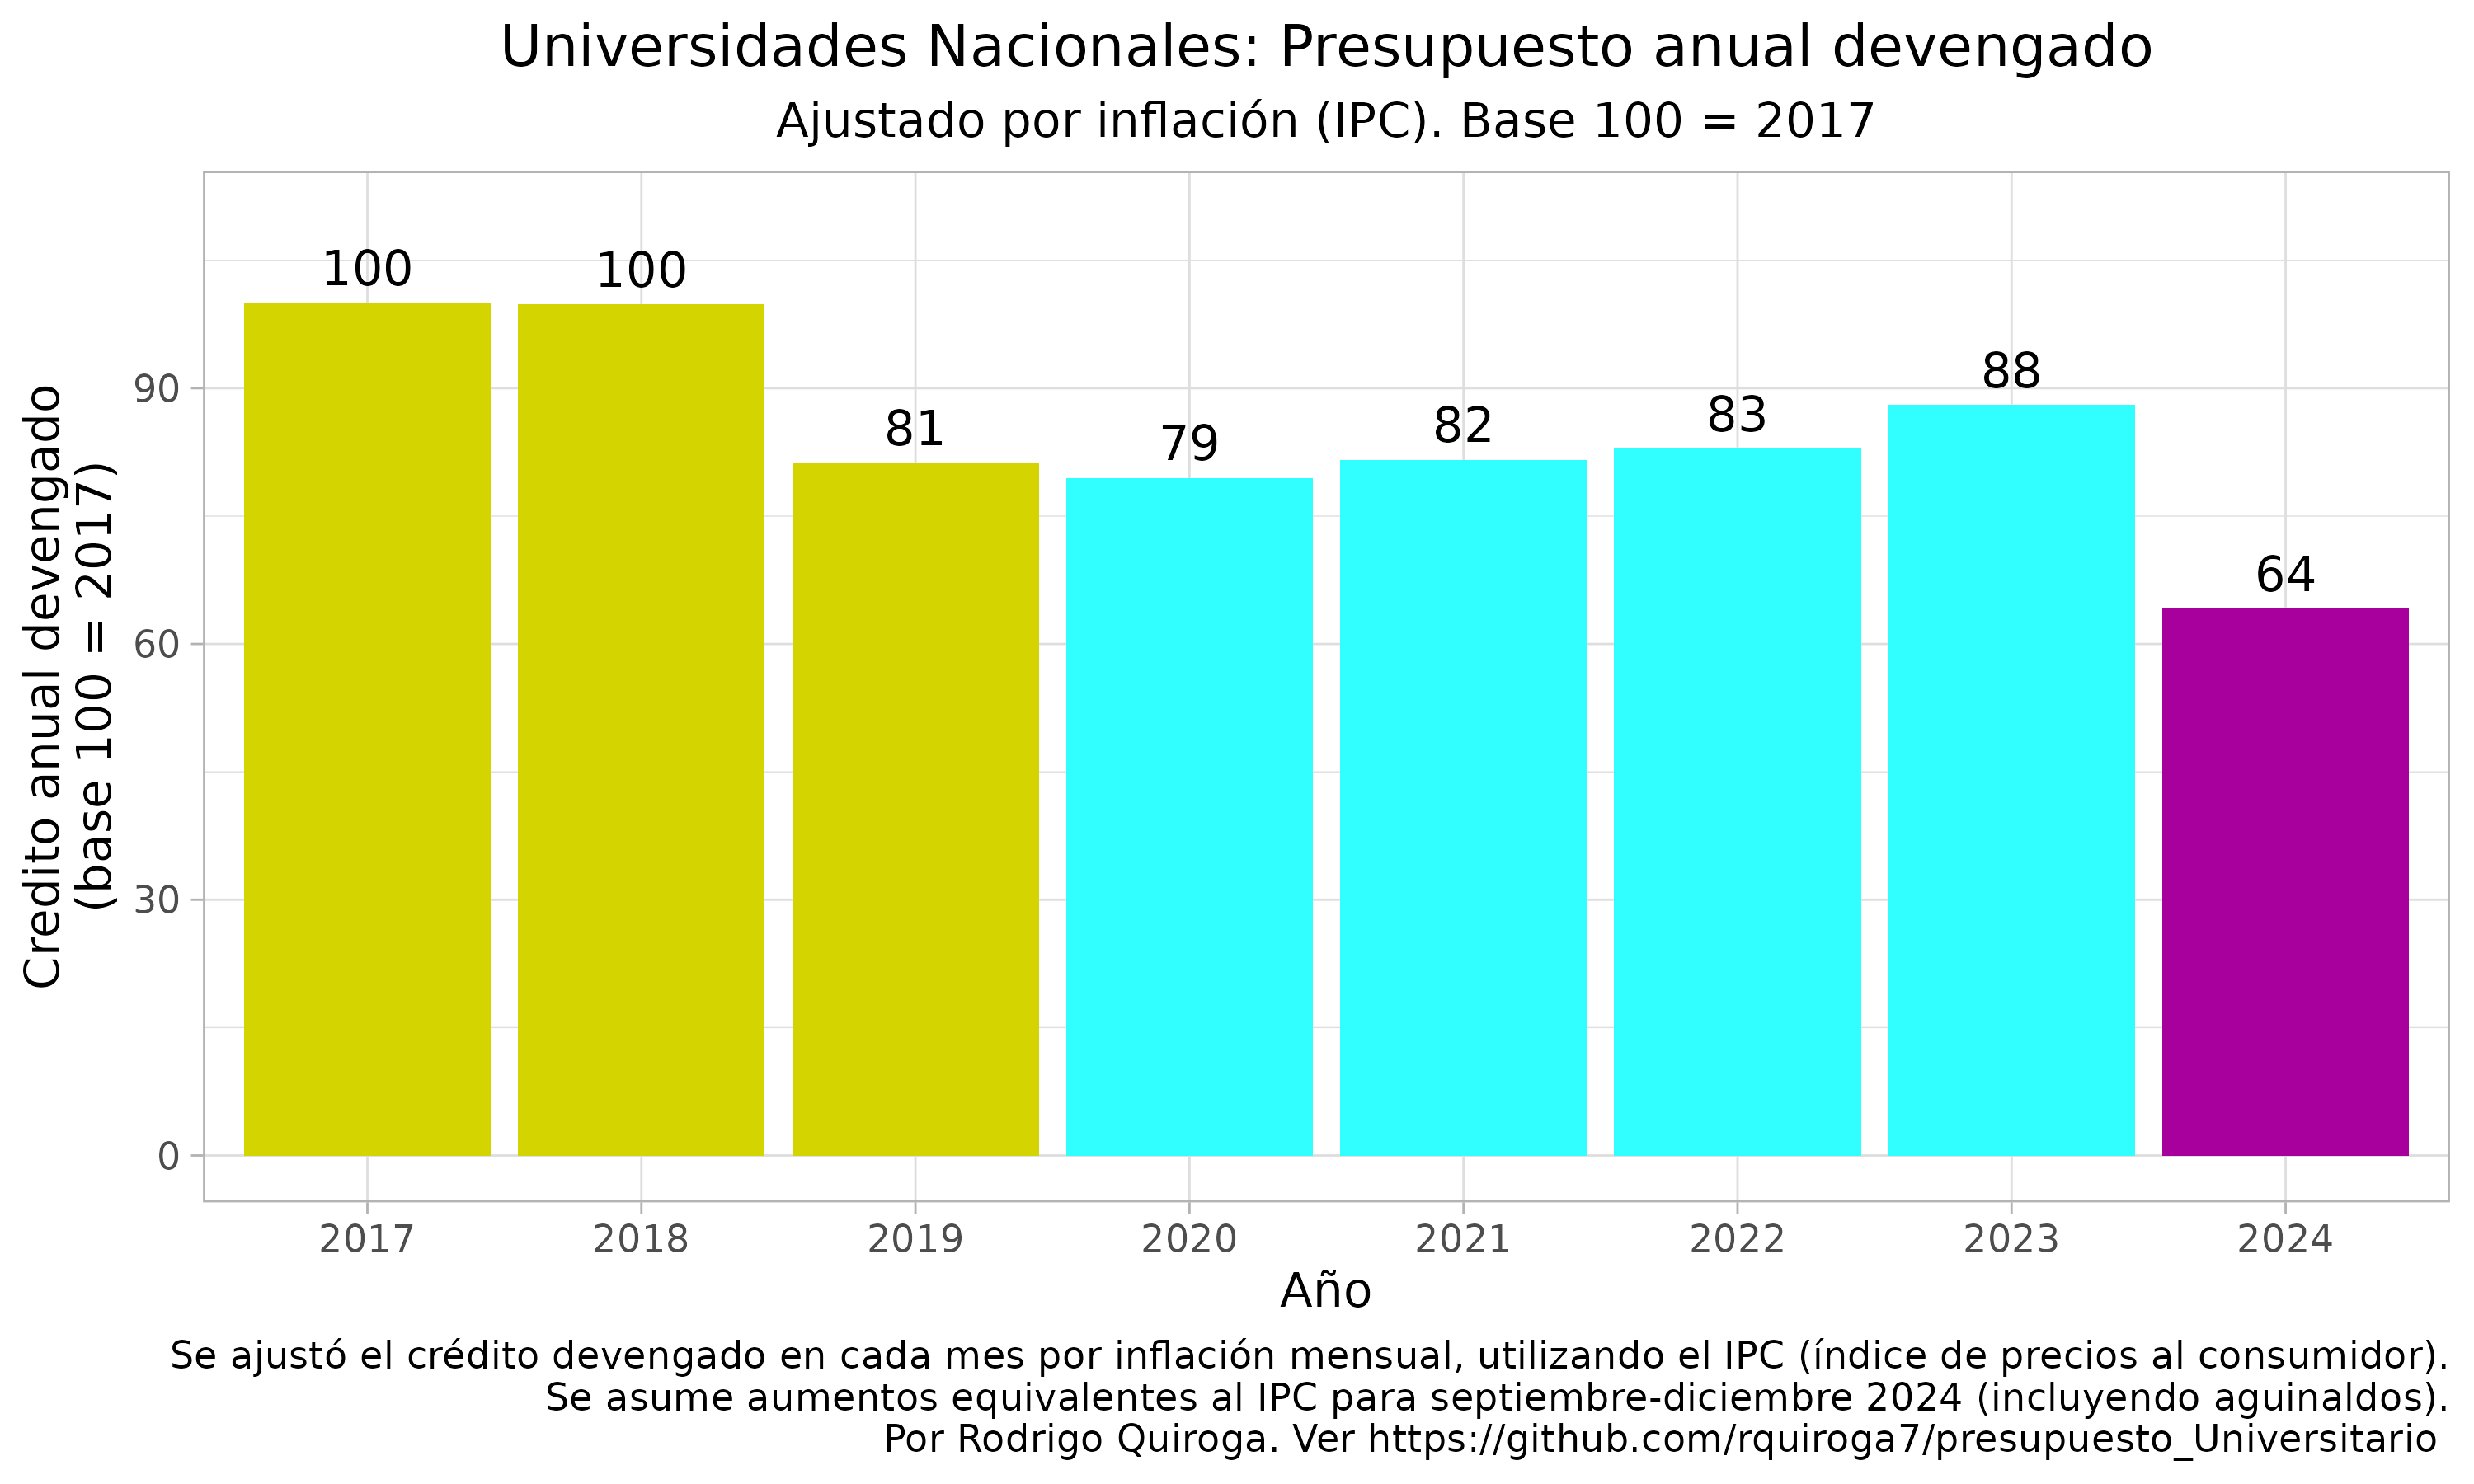 Universidades Nacionales: Presupuesto anual devengado
Ajustado por inflación (IPC). Base 100 = 2017
Credito anual devengado
(base 100 = 2017)
90
60
30
0
100
100
81
79
82
83
88
64
2017
2018
2019
2020
2021
2022
2023
2024
Año
Se ajustó el crédito devengado en cada mes por inflación mensual, utilizando el IPC (índice de precios al consumidor).
Se asume aumentos equivalentes al IPC para septiembre-diciembre 2024 (incluyendo aguinaldos).
Por Rodrigo Quiroga. Ver https://github.com/rquiroga7/presupuesto_Universitario